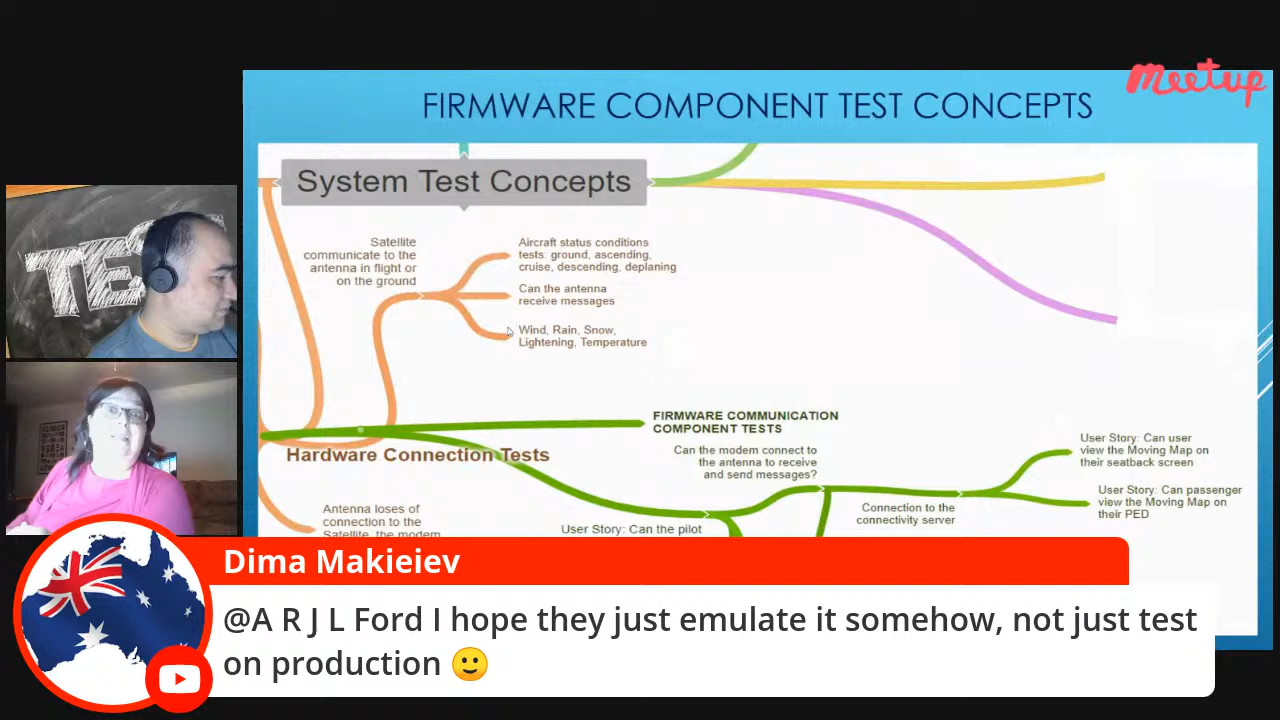 meetup
FIRMWARE COMPONENT TEST CONCEPTS
System Test Concepts
TES
Satellite
communicate to the
antenna in flight or
on the ground
Aircraft status conditions
tests: ground, ascending,
cruise, descending, deplaning
Can the antenna
receive messages
Wind, Rain, Snow,
Lightening, Temperature
FIRMWARE COMMUNICATION
COMPONENT TESTS
Hardware Connection Tests
Can the modem connect to
the antenna to receive
and send messages?
User Story: Can user
view the Moving Map on
their seatback screen
User Story: Can passenger
view the Moving Map on
their PED
Connection to the
connectivity server
Antenna loses of
connection to the
Satellite, the modem
User Story: Can the pilot
Dima Makieiev
@A R J L Ford I hope they just emulate it somehow, not just test
on production 🙂